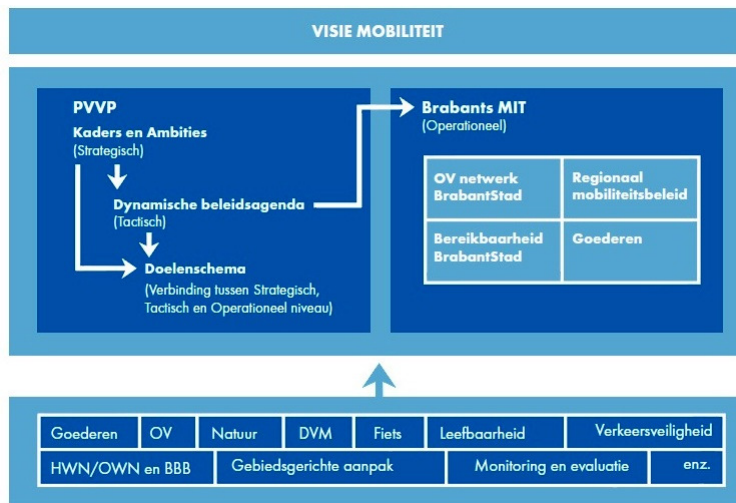 VISIE MOBILITEIT
PVVP
Kaders en Ambities
(Strategisch)
Dynamische beleidsagenda
(Tactisch)
Doelenschema
(Verbinding tussen Strategisch,
Tactisch en Operationeel niveau)
Brabants MIT
(Operationeel)
OV netwerk
BrabantStad
Regionaal
mobiliteitsbeleid
Bereikbaarheid
BrabantStad
Goederen
Goederen OV Natuur DVM Fiets Leefbaarheid Verkeersveiligheid
HWN/OWN en BBB Gebiedsgerichte aanpak Monitoring en evaluatie enz.